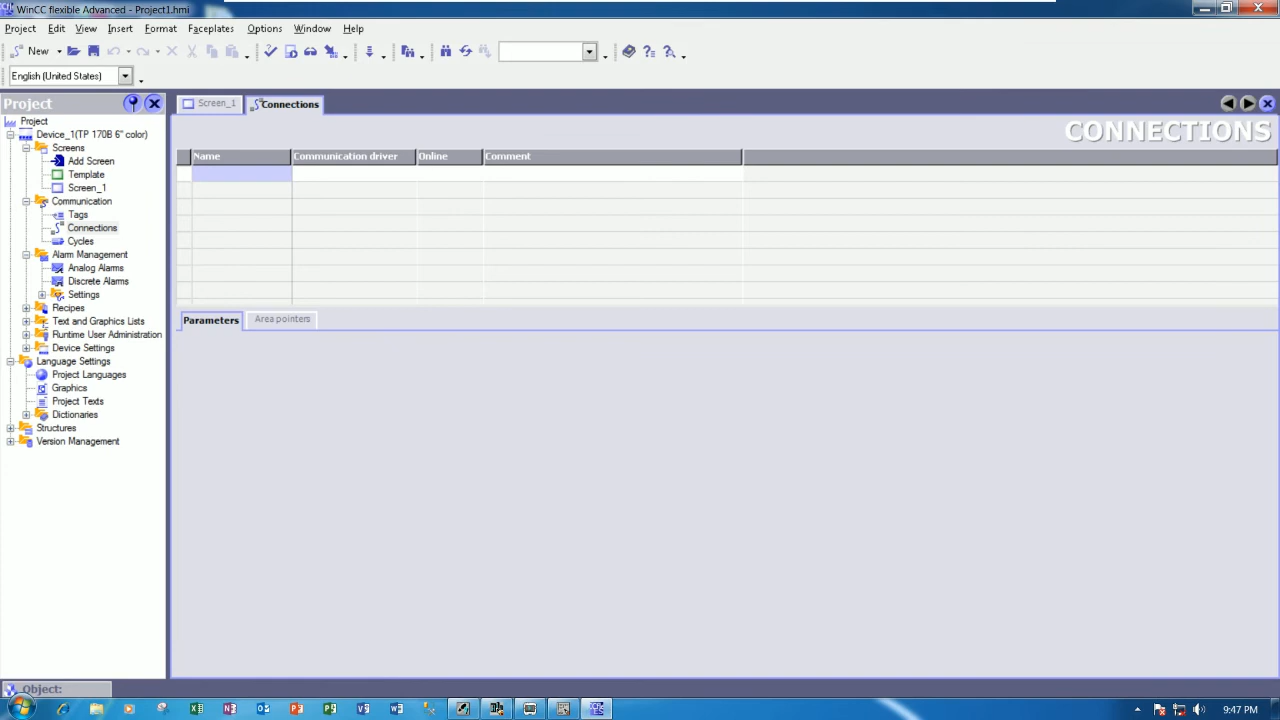 WinCC flexible Advanced - Project1.hmi
Project Edit View Insert Format Faceplates Options Window Help
New
English (United States)
Project
Screen_1 Connections
CONNECTIONS
Project
Device_1(TP 170B 6" color)
Screens
Add Screen
Template
Screen_1
Communication
Tags
Connections
Cycles
Alarm Management
Analog Alarms
Discrete Alarms
Settings
Recipes
Text and Graphics Lists
Runtime User Administration
Device Settings
Language Settings
Project Languages
Graphics
Project Texts
Dictionaries
Structures
Version Management
Name Communication driver Online Comment
Parameters Area pointers
Object:
9:47 PM